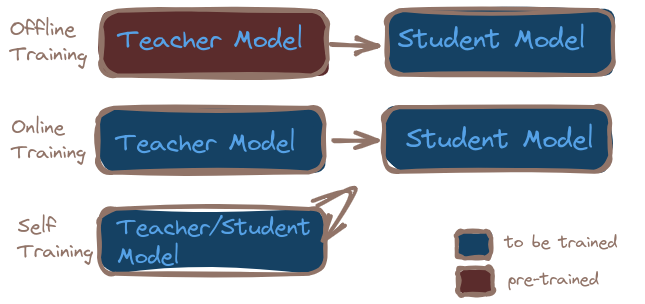 Offline
Training
Teacher Model
Student Model
Online
Training
Teacher Model
Student Model
Self
Training
Teacher/Student
Model
to be trained
pre-trained